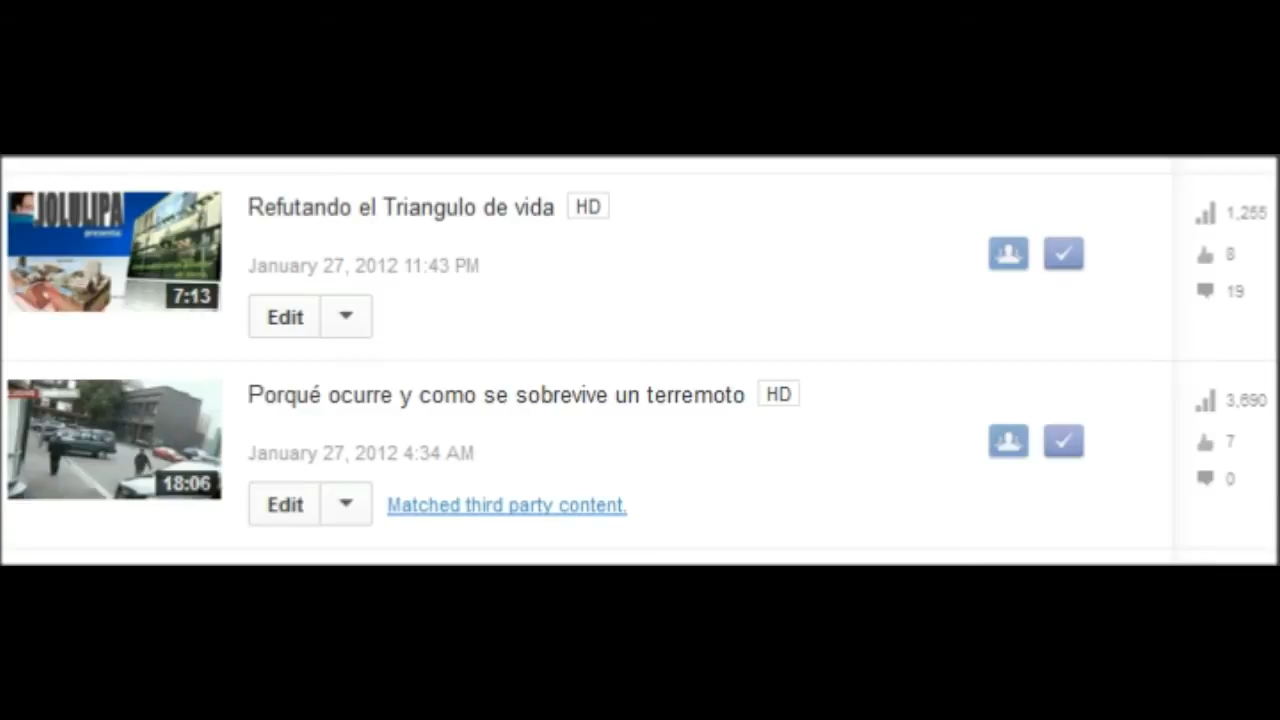 JOLULIPA
presenta:
7:13
Refutando el Triangulo de vida HD
January 27, 2012 11:43 PM
Edit
1,255
8
19
18:06
Porqué ocurre y como se sobrevive un terremoto HD
January 27, 2012 4:34 AM
Edit Matched third party content.
3,690
7
0